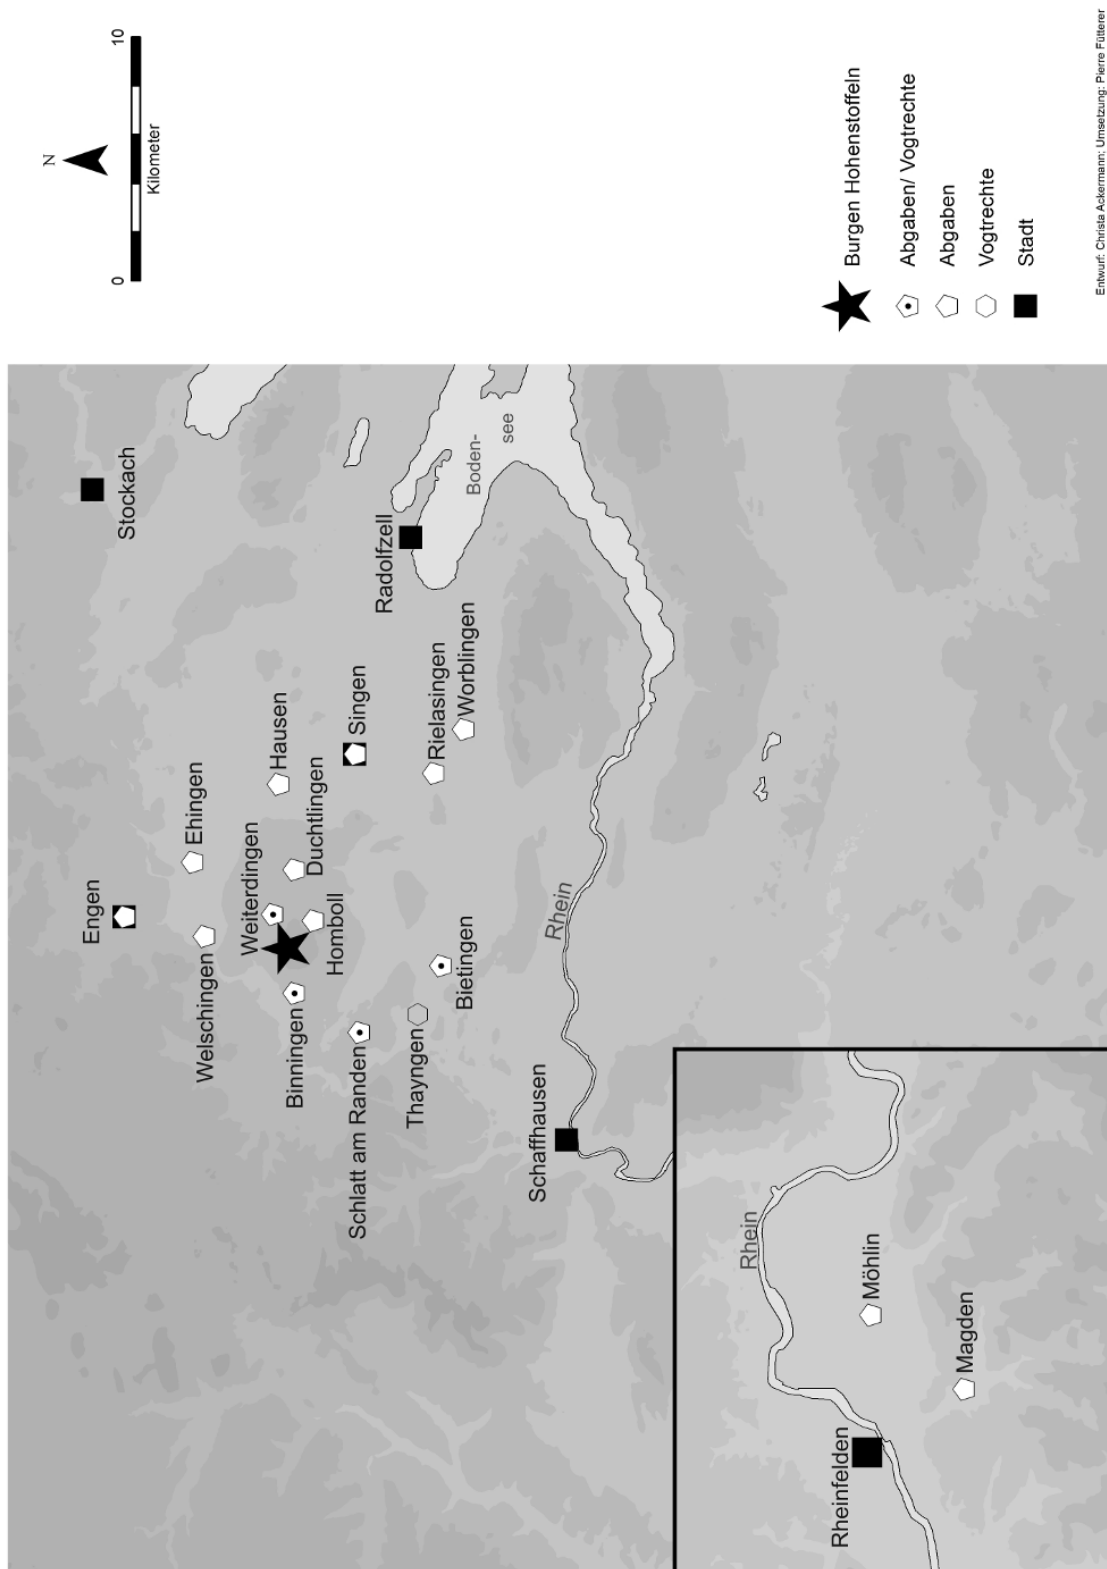 Engen
Stockach
Ehingen
Welschingen
Hausen
Weiterdingen
Duchtlingen
Binningen
Homboll
Singen
Schlatt am Randen
Radolfzell
Thayngen
Rielasingen
Bietingen
Worblingen
Boden-
see
Schaffhausen
Rhein
Rhein
Rheinfelden
Möhlin
Magden
N
0
10
Kilometer
Burgen Hohenstoffeln
Abgaben/ Vogtrechte
Abgaben
Vogtrechte
Stadt
Entwurf: Christa Ackermann; Umsetzung: Pierre Fütterer